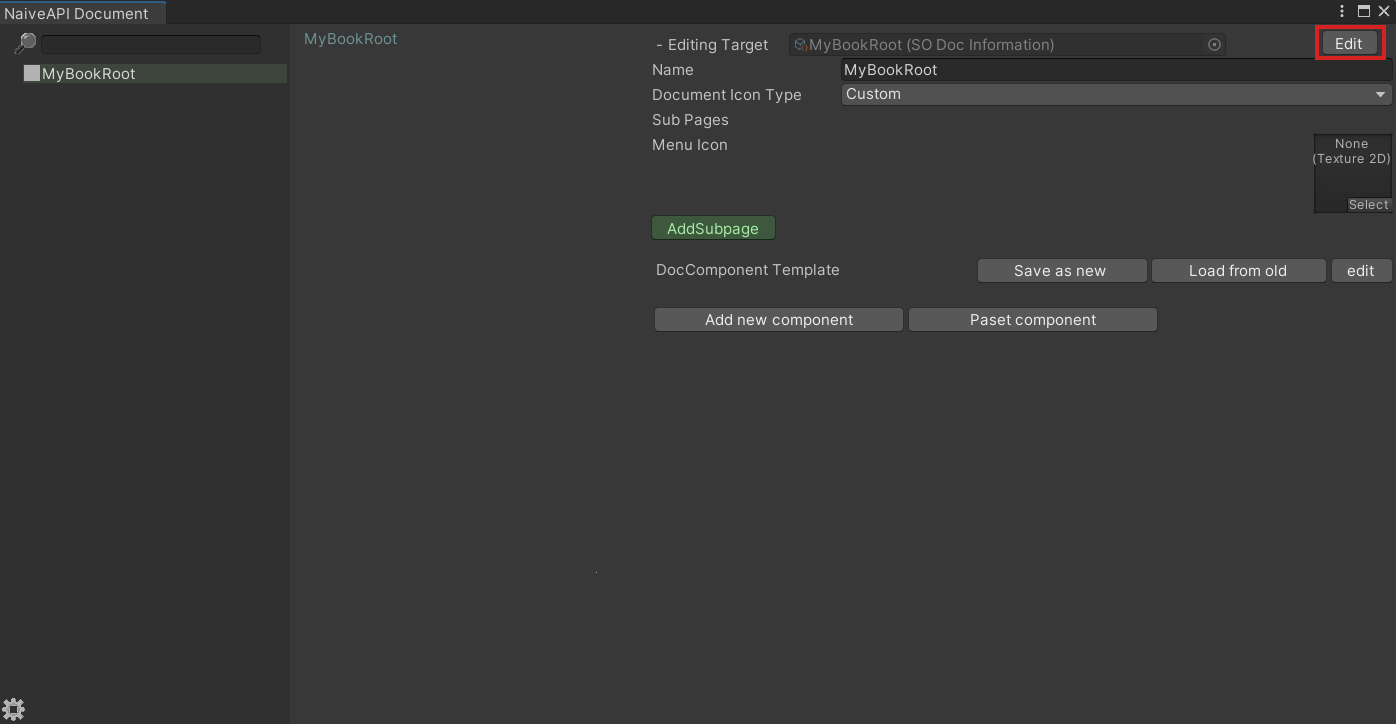 NaiveAPI Document
MyBookRoot
MyBookRoot
- Editing Target
MyBookRoot (SO Doc Information)
Edit
Name
MyBookRoot
Document Icon Type
Custom
Sub Pages
Menu Icon
None
(Texture 2D)
Select
AddSubpage
DocComponent Template
Save as new
Load from old
edit
Add new component
Paset component